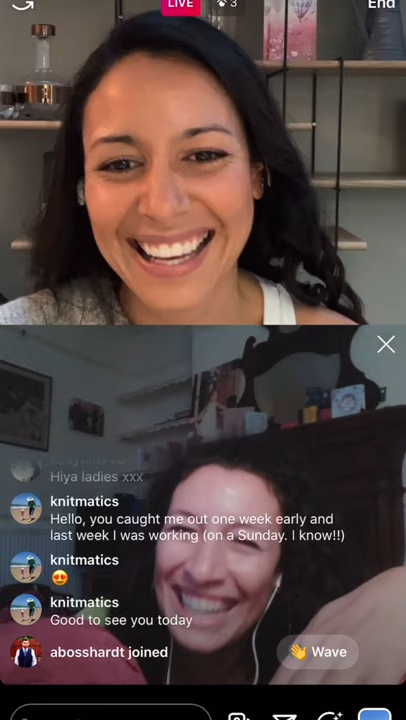 LIVE
3
End
Hiya ladies xxx
knitmatics
Hello, you caught me out one week early and
last week I was working (on a Sunday. I know!!)
knitmatics
😍
knitmatics
Good to see you today
abosshardt joined
👋 Wave